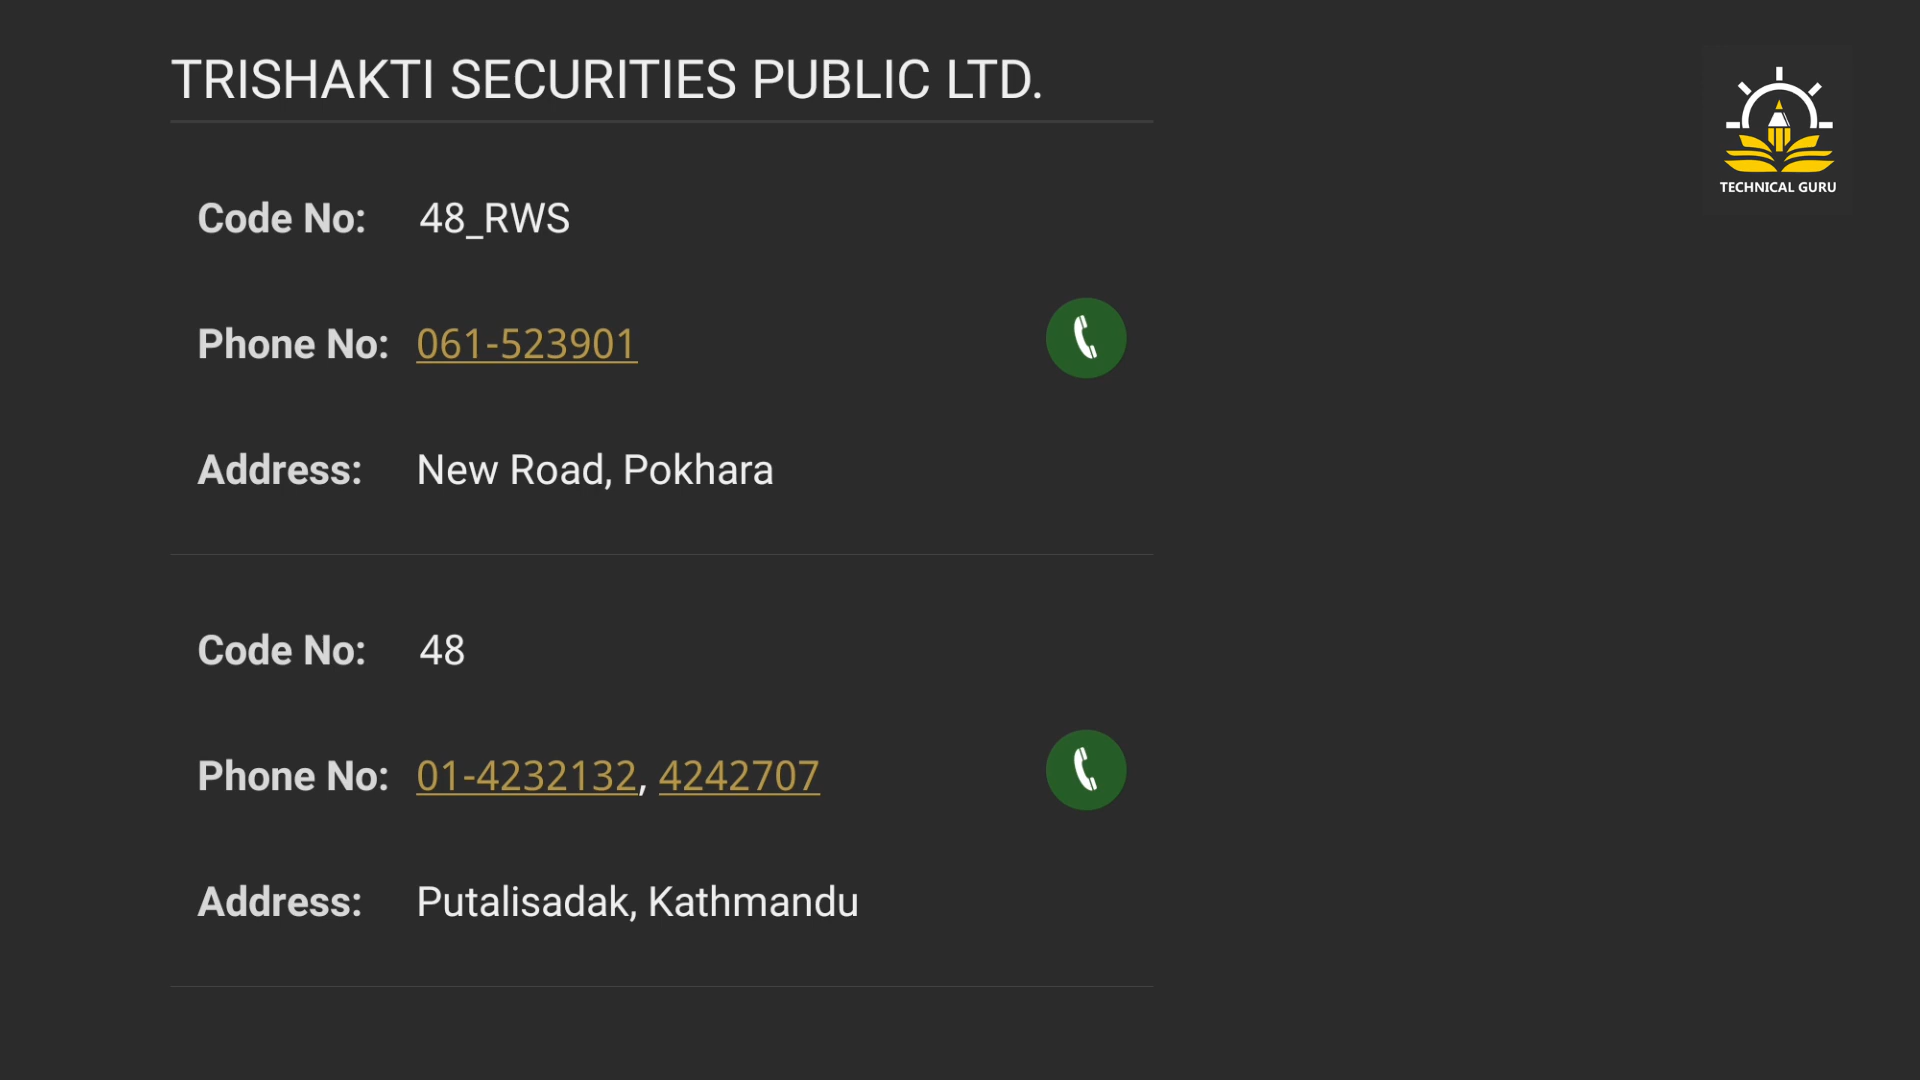 TRISHAKTI SECURITIES PUBLIC LTD.
TECHNICAL GURU
Code No: 48_RWS
Phone No: 061-523901
Address: New Road, Pokhara
Code No: 48
Phone No: 01-4232132, 4242707
Address: Putalisadak, Kathmandu